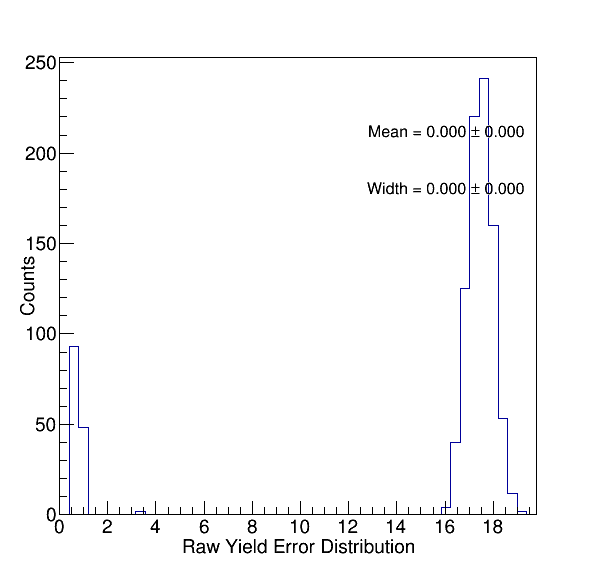 250
200
150
100
50
0
Counts
Mean = 0.000 ± 0.000
Width = 0.000 ± 0.000
0 2 4 6 8 10 12 14 16 18
Raw Yield Error Distribution